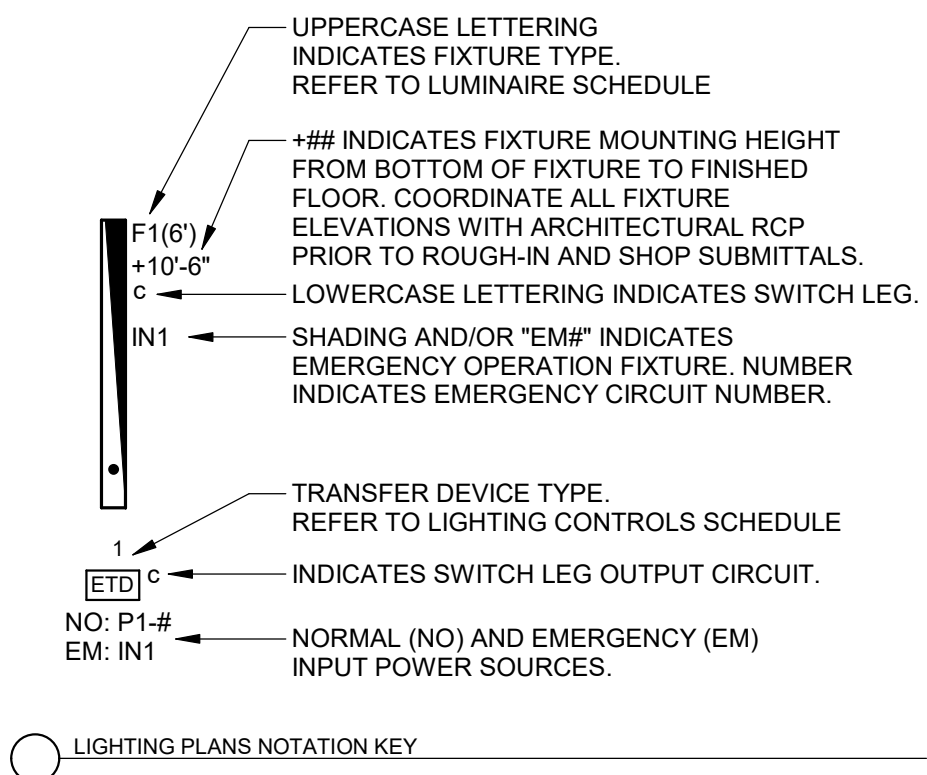 UPPERCASE LETTERING
INDICATES FIXTURE TYPE.
REFER TO LUMINAIRE SCHEDULE
+## INDICATES FIXTURE MOUNTING HEIGHT
FROM BOTTOM OF FIXTURE TO FINISHED
FLOOR. COORDINATE ALL FIXTURE
ELEVATIONS WITH ARCHITECTURAL RCP
PRIOR TO ROUGH-IN AND SHOP SUBMITTALS.
F1(6')
+10'-6"
c
LOWERCASE LETTERING INDICATES SWITCH LEG.
IN1
SHADING AND/OR "EM#" INDICATES
EMERGENCY OPERATION FIXTURE. NUMBER
INDICATES EMERGENCY CIRCUIT NUMBER.
TRANSFER DEVICE TYPE.
REFER TO LIGHTING CONTROLS SCHEDULE
1
ETD
c
INDICATES SWITCH LEG OUTPUT CIRCUIT.
NO: P1-#
EM: IN1
NORMAL (NO) AND EMERGENCY (EM)
INPUT POWER SOURCES.
LIGHTING PLANS NOTATION KEY